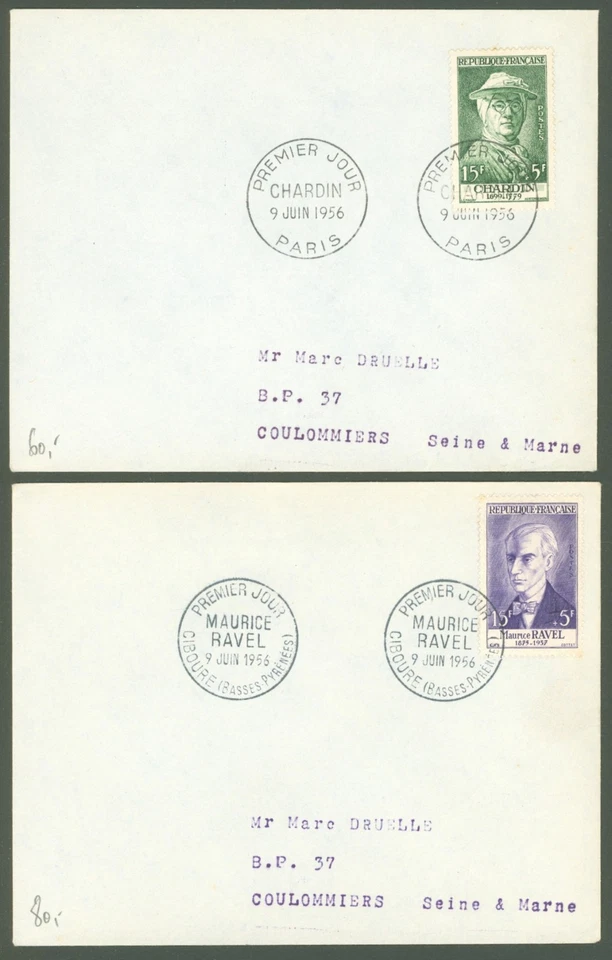 REPUBLIQUE·FRANÇAISE
POSTES
15F +5F
CHARDIN
1699-1779
PREMIER JOUR
CHARDIN
9 JUIN 1956
PARIS
PREMIER JOUR
CHARDIN
9 JUIN 1956
PARIS
Mr Marc DRUELLE
B.P. 37
COULOMMIERS Seine & Marne
60,-
REPUBLIQUE·FRANÇAISE
15F +5F
Maurice RAVEL
1875-1937
PREMIER JOUR
MAURICE
RAVEL
9 JUIN 1956
CIBOURE (BASSES-PYRÉNÉES)
PREMIER JOUR
MAURICE
RAVEL
9 JUIN 1956
CIBOURE (BASSES-PYRÉNÉES)
Mr Marc DRUELLE
B.P. 37
COULOMMIERS Seine & Marne
80,-